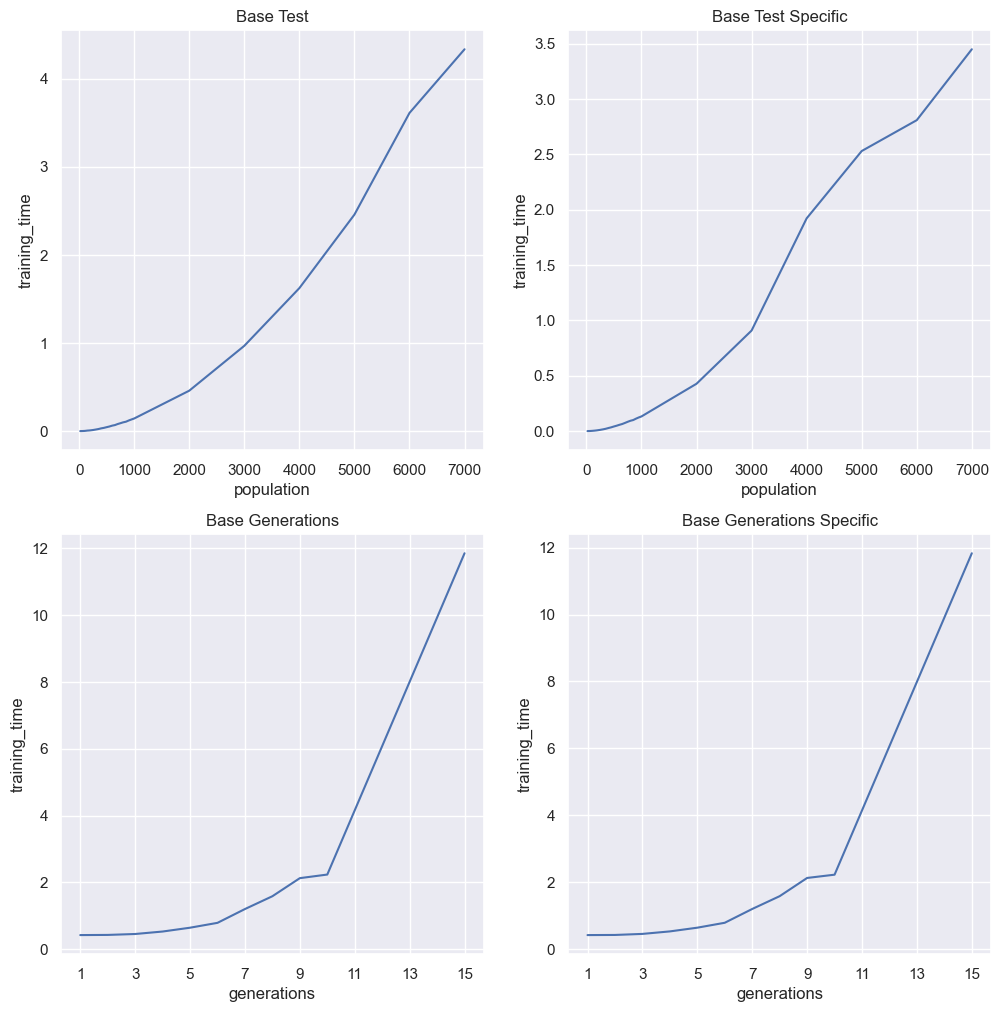 Base Test
training_time
4
3
2
1
0
0 1000 2000 3000 4000 5000 6000 7000
population
Base Test Specific
training_time
3.5
3.0
2.5
2.0
1.5
1.0
0.5
0.0
0 1000 2000 3000 4000 5000 6000 7000
population
Base Generations
training_time
12
10
8
6
4
2
0
1 3 5 7 9 11 13 15
generations
Base Generations Specific
training_time
12
10
8
6
4
2
0
1 3 5 7 9 11 13 15
generations